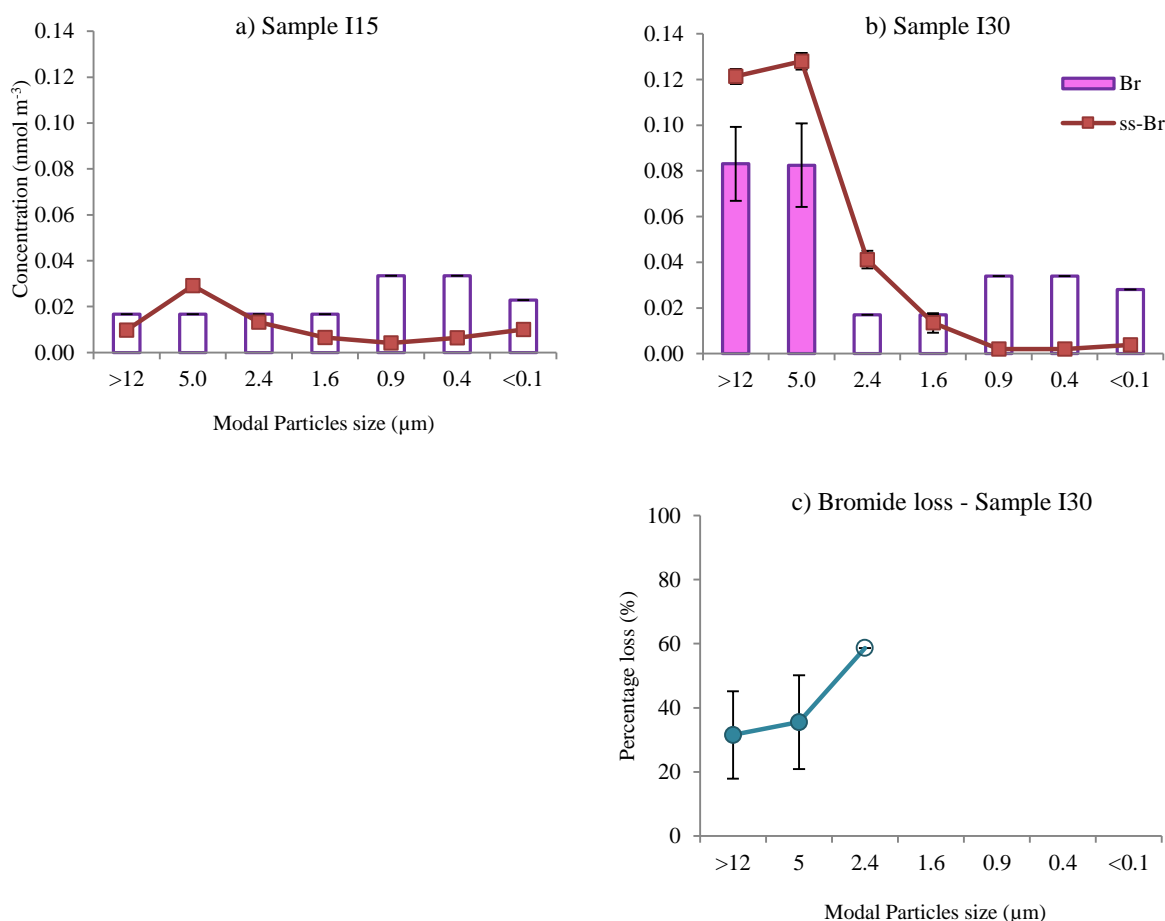 a) Sample I15
0.14
0.12
0.10
0.08
0.06
0.04
0.02
0.00
Concentration (nmol m-3)
>12 5.0 2.4 1.6 0.9 0.4 <0.1
Modal Particles size (µm)
b) Sample I30
0.14
0.12
0.10
0.08
0.06
0.04
0.02
0.00
Br
ss-Br
>12 5.0 2.4 1.6 0.9 0.4 <0.1
c) Bromide loss - Sample I30
100
80
60
40
20
0
Percentage loss (%)
>12 5 2.4 1.6 0.9 0.4 <0.1
Modal Particles size (µm)